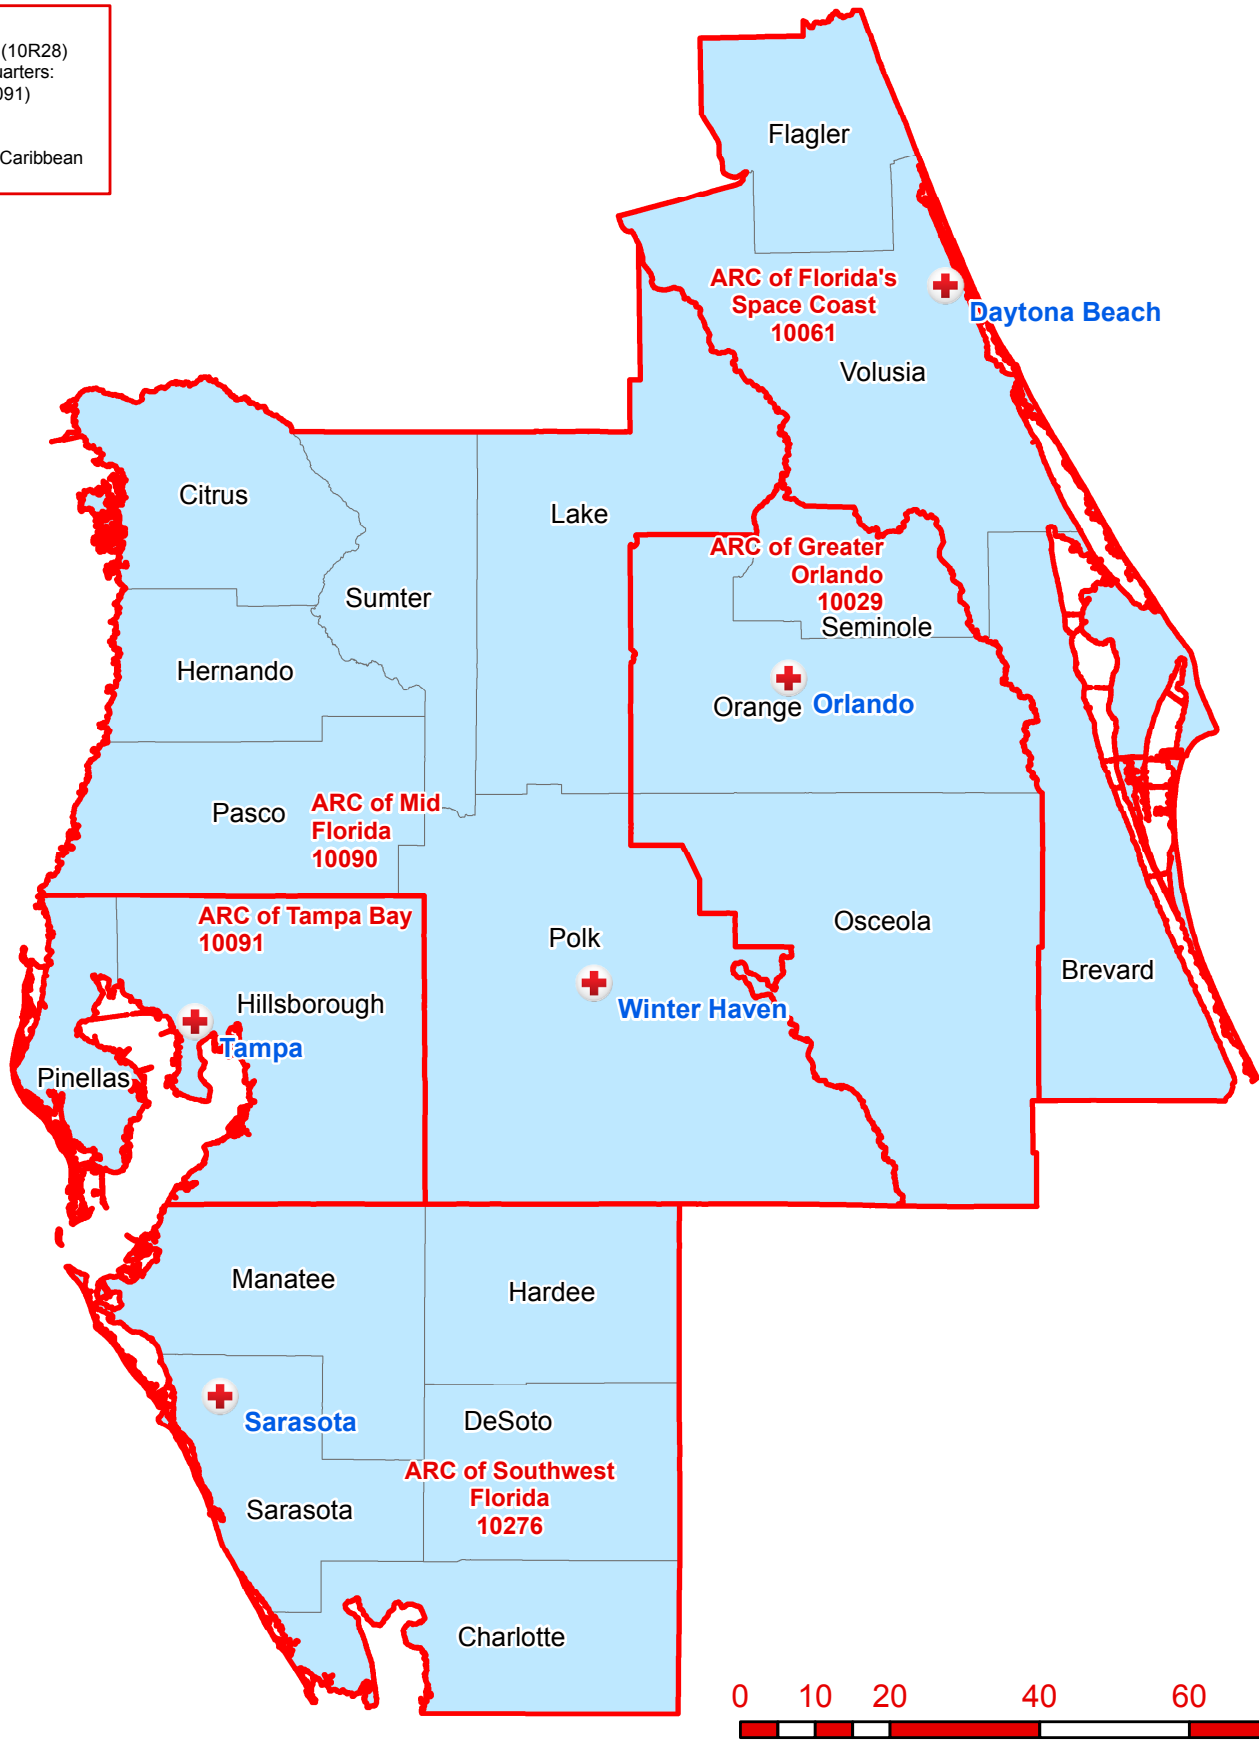 (10R28)
Caribbean
Flagler
ARC of Florida's
Space Coast
10061
Daytona Beach
Volusia
Citrus
Lake
ARC of Greater
Orlando
10029
Sumter
Seminole
Hernando
Orange
Orlando
Pasco
ARC of Mid
Florida
10090
ARC of Tampa Bay
10091
Osceola
Polk
Brevard
Hillsborough
Winter Haven
Tampa
Pinellas
Manatee
Hardee
Sarasota
DeSoto
ARC of Southwest
Florida
10276
Sarasota
Charlotte
0 10 20 40 60